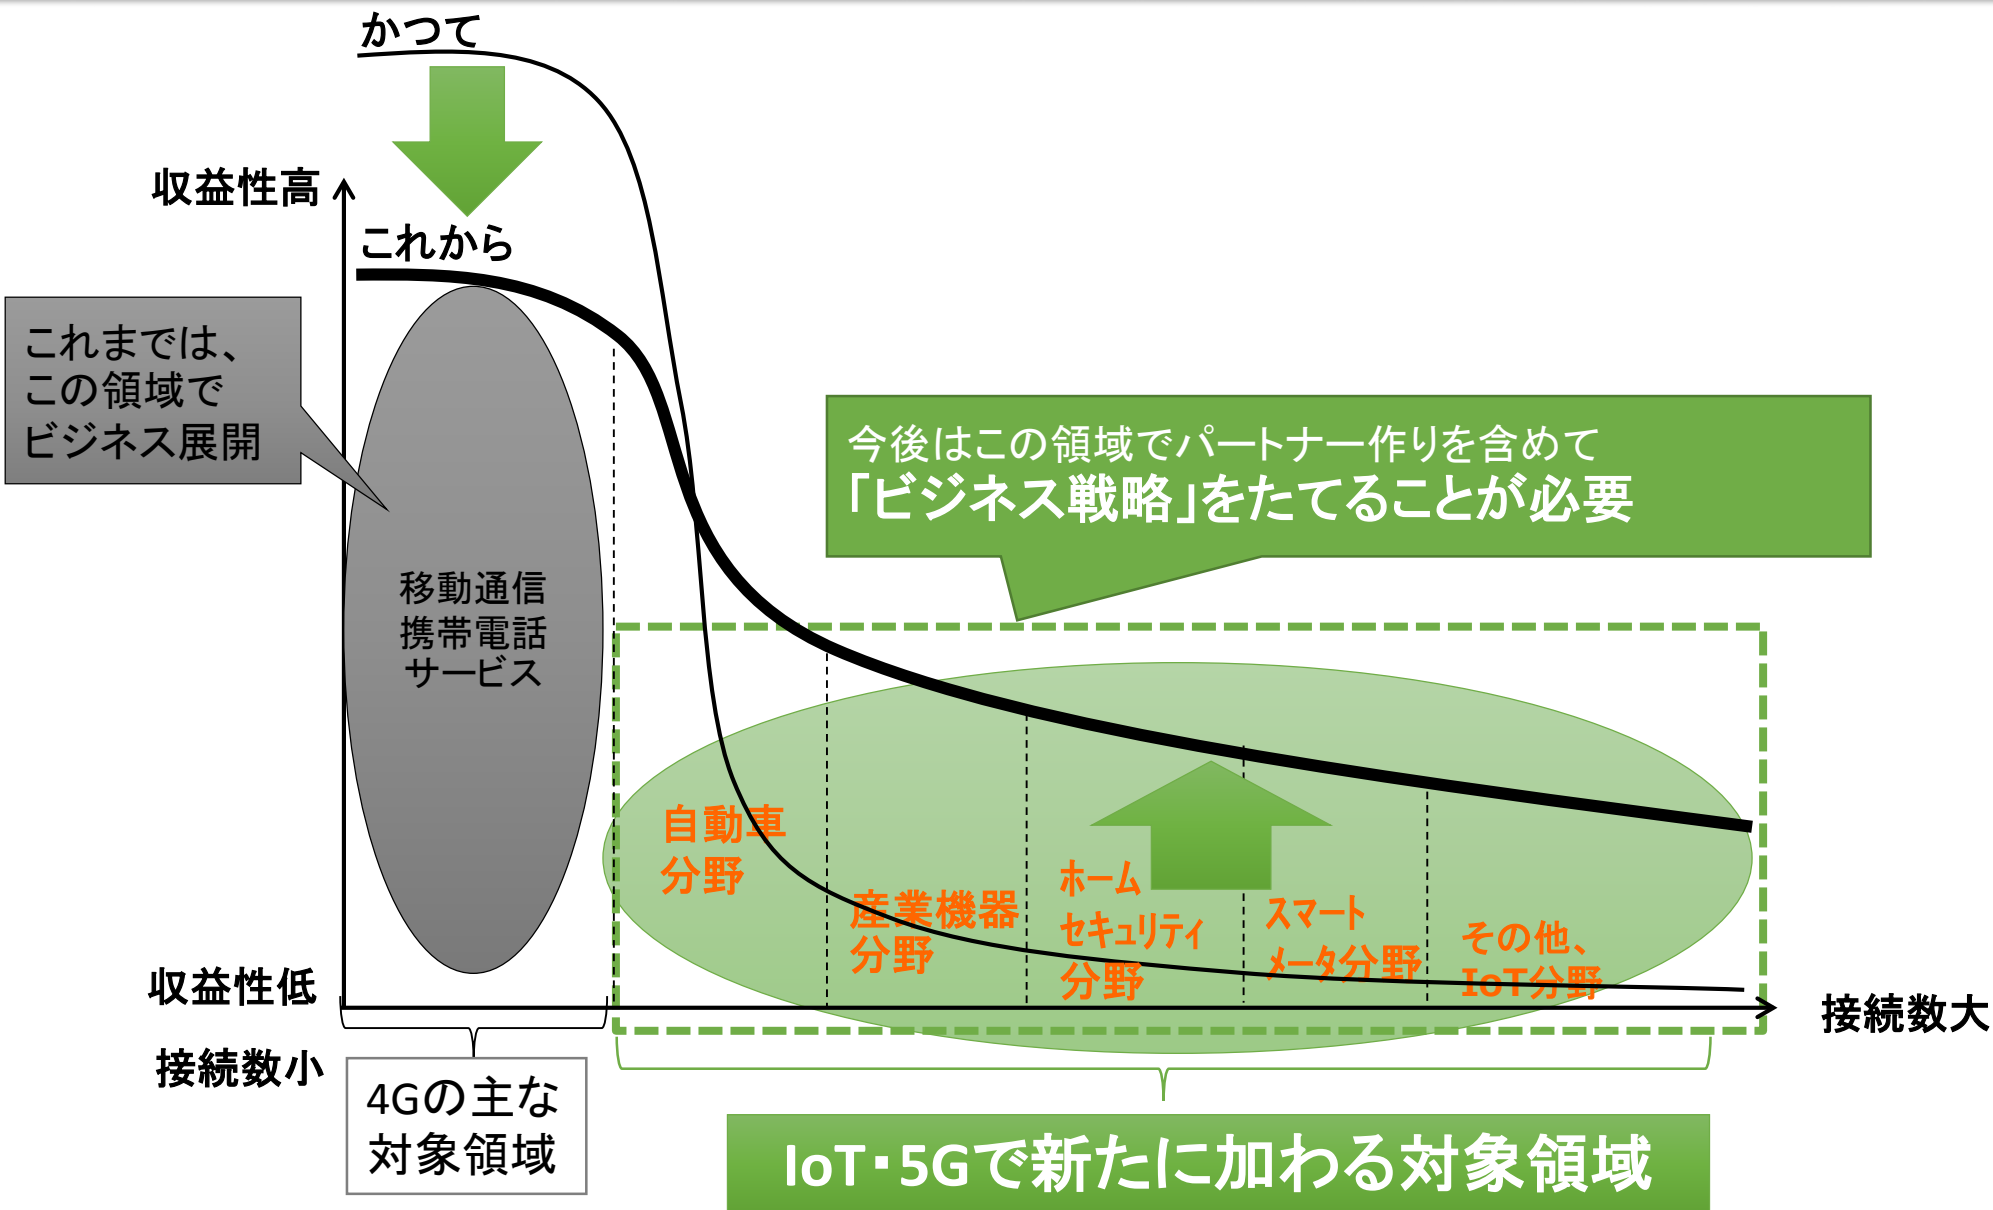 かつて
収益性高
これから
これまでは、
この領域で
ビジネス展開
今後はこの領域でパートナー作りを含めて
「ビジネス戦略」をたてることが必要
移動通信
携帯電話
サービス
自動車
分野
産業機器
分野
ホーム
セキュリティ
分野
スマート
メータ分野
その他、
IoT分野
収益性低
接続数小
接続数大
4Gの主な
対象領域
IoT・5Gで新たに加わる対象領域